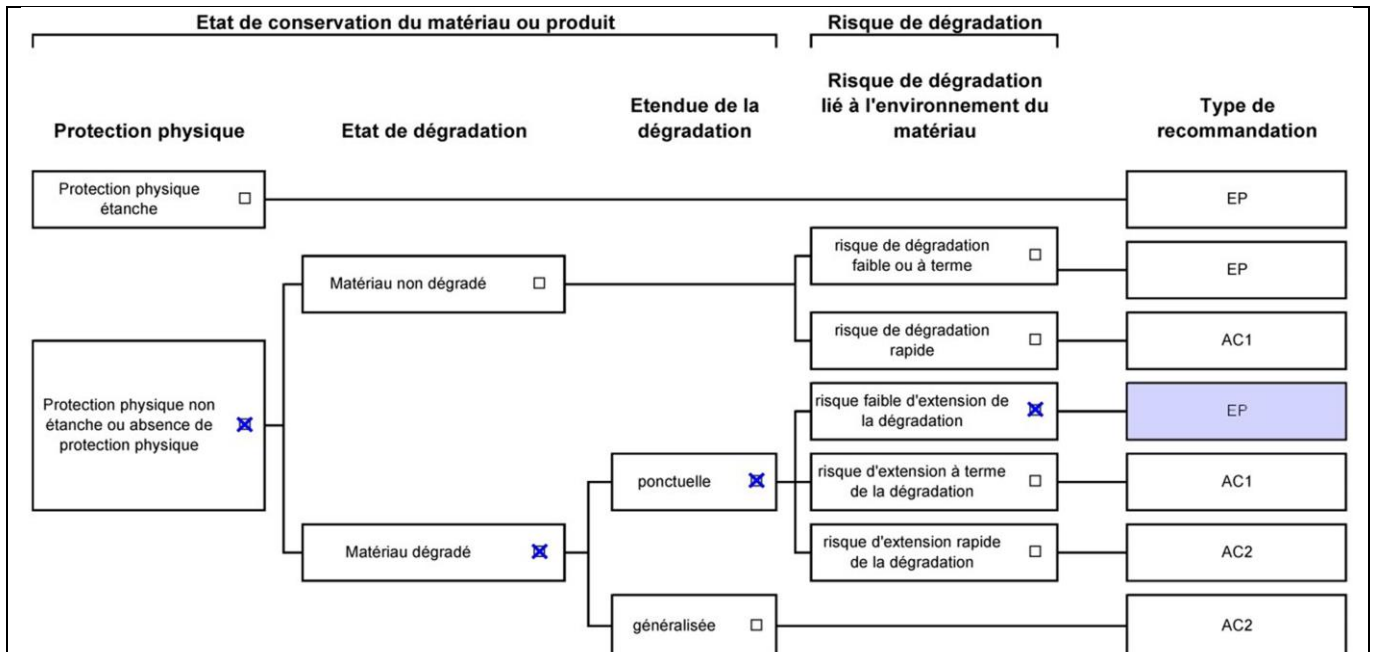 Etat de conservation du matériau ou produit
Risque de dégradation
Protection physique
Etat de dégradation
Etendue de la
dégradation
Risque de dégradation
lié à l'environnement du
matériau
Type de
recommandation
Protection physique
étanche
EP
risque de dégradation
faible ou à terme
EP
Matériau non dégradé
risque de dégradation
rapide
AC1
Protection physique non
étanche ou absence de
protection physique
risque faible d'extension de
la dégradation
EP
ponctuelle
risque d'extension à terme
de la dégradation
AC1
Matériau dégradé
risque d'extension rapide
de la dégradation
AC2
généralisée
AC2